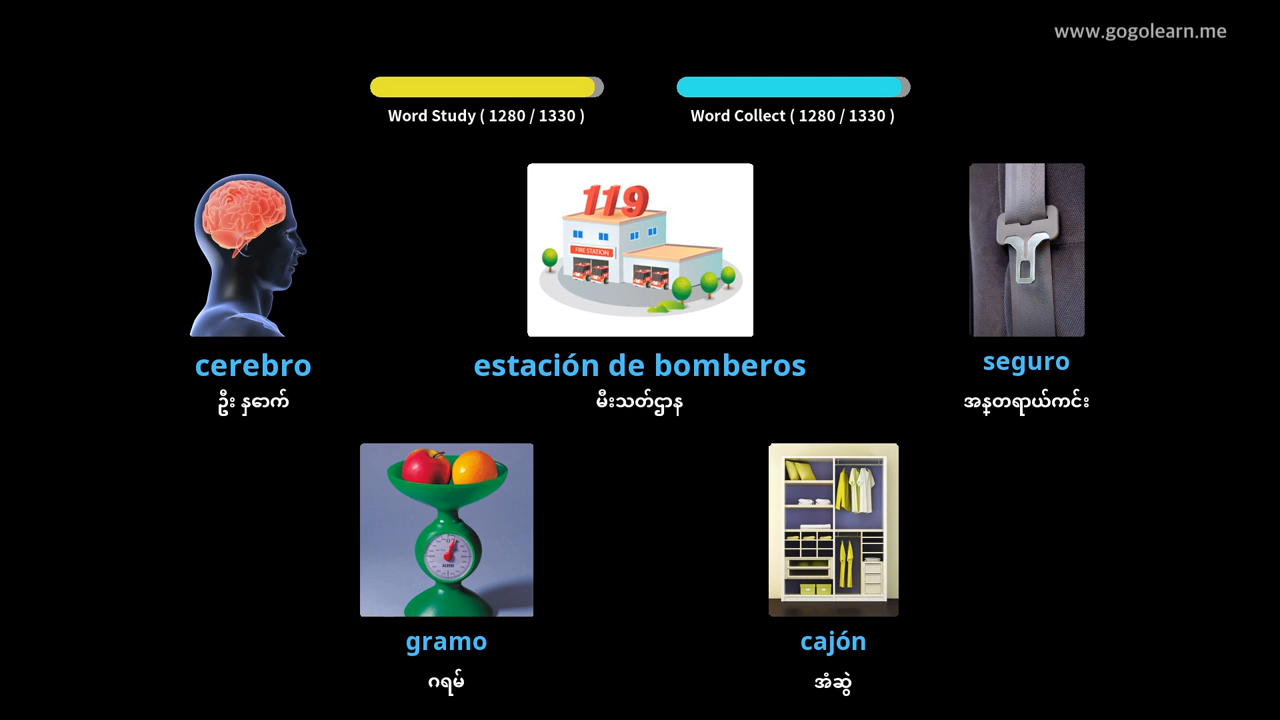 www.gogolearn.me
Word Study ( 1280 / 1330 )
Word Collect ( 1280 / 1330 )
119
FIRE STATION
cerebro
ဦး နှောက်
estación de bomberos
မီးသတ်ဌာန
seguro
အန္တရာယ်ကင်း
gramo
ဂရမ်
cajón
အံဆွဲ